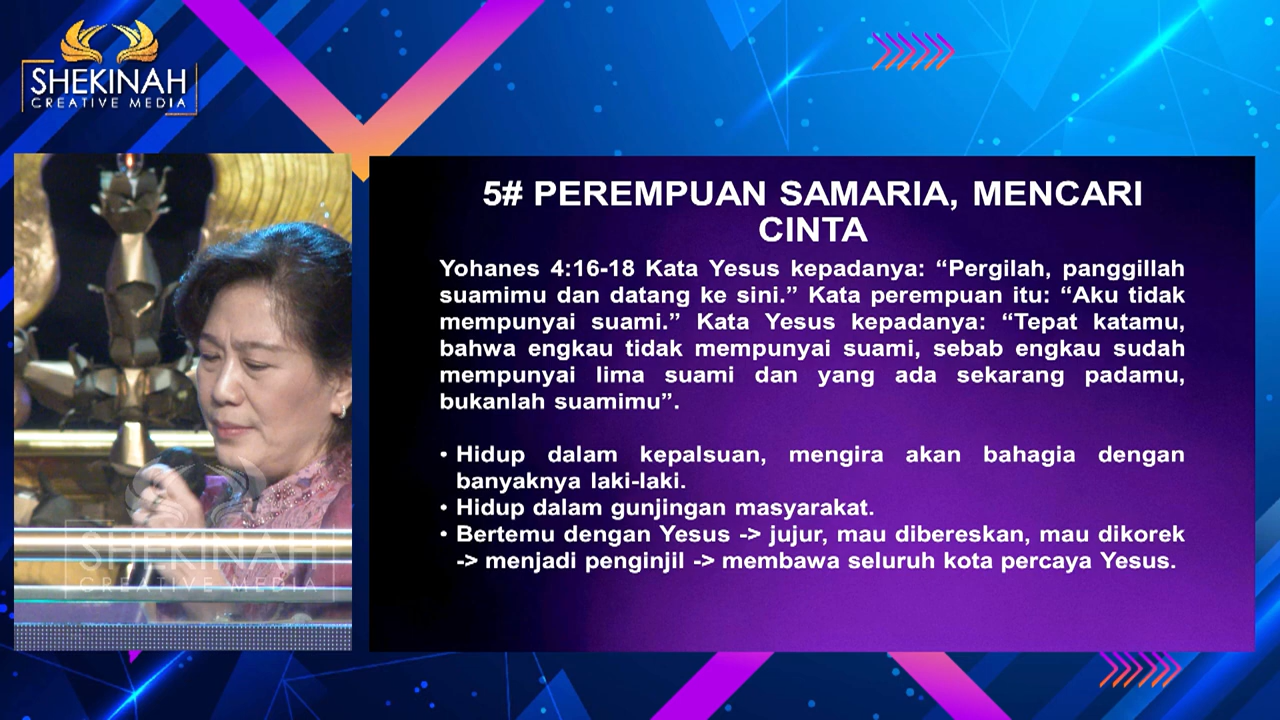 SHEKINAH
CREATIVE MEDIA
5# PEREMPUAN SAMARIA, MENCARI
CINTA
Yohanes 4:16-18 Kata Yesus kepadanya: “Pergilah, panggillah
suamimu dan datang ke sini.” Kata perempuan itu: “Aku tidak
mempunyai suami.” Kata Yesus kepadanya: “Tepat katamu,
bahwa engkau tidak mempunyai suami, sebab engkau sudah
mempunyai lima suami dan yang ada sekarang padamu,
bukanlah suamimu”.
• Hidup dalam kepalsuan, mengira akan bahagia dengan
banyaknya laki-laki.
• Hidup dalam gunjingan masyarakat.
• Bertemu dengan Yesus -> jujur, mau dibereskan, mau dikorek
-> menjadi penginjil -> membawa seluruh kota percaya Yesus.
SHEKINAH
CREATIVE MEDIA